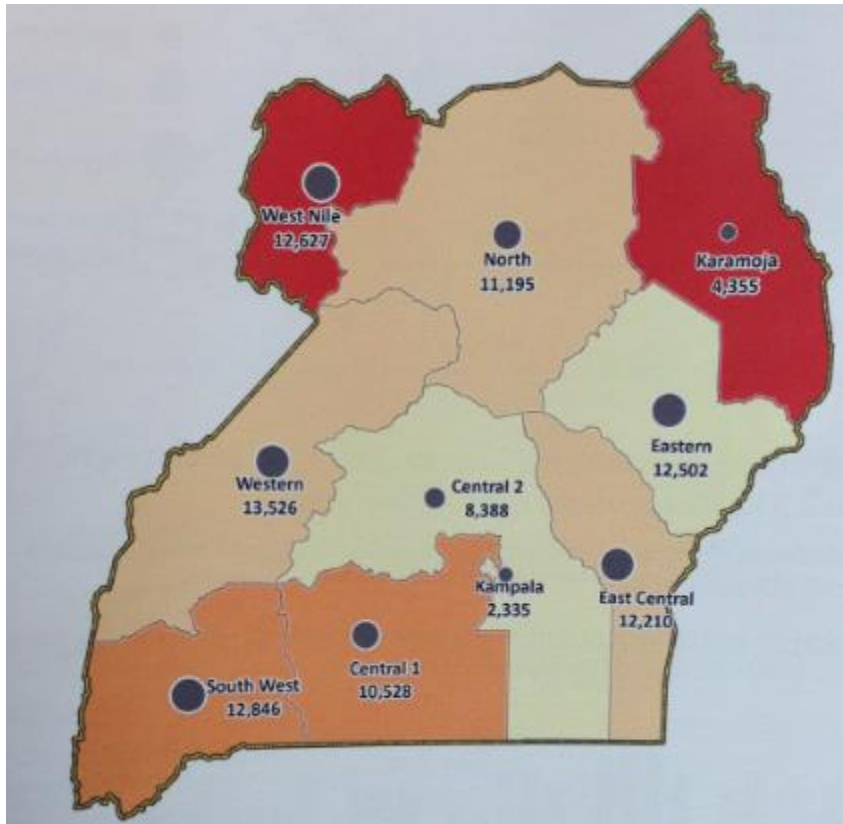 West Nile
12,627
North
11,195
Karamoja
4,355
Eastern
12,502
Western
13,526
Central 2
8,388
Kampala
2,335
East Central
12,210
Central 1
10,528
South West
12,846